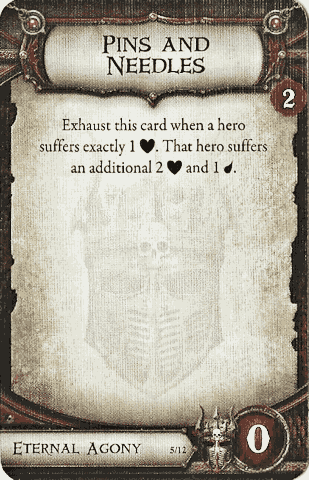 PINS AND
NEEDLES
2
Exhaust this card when a hero
suffers exactly 1 ♥. That hero suffers
an additional 2 ♥ and 1.
ETERNAL AGONY
5/12
0